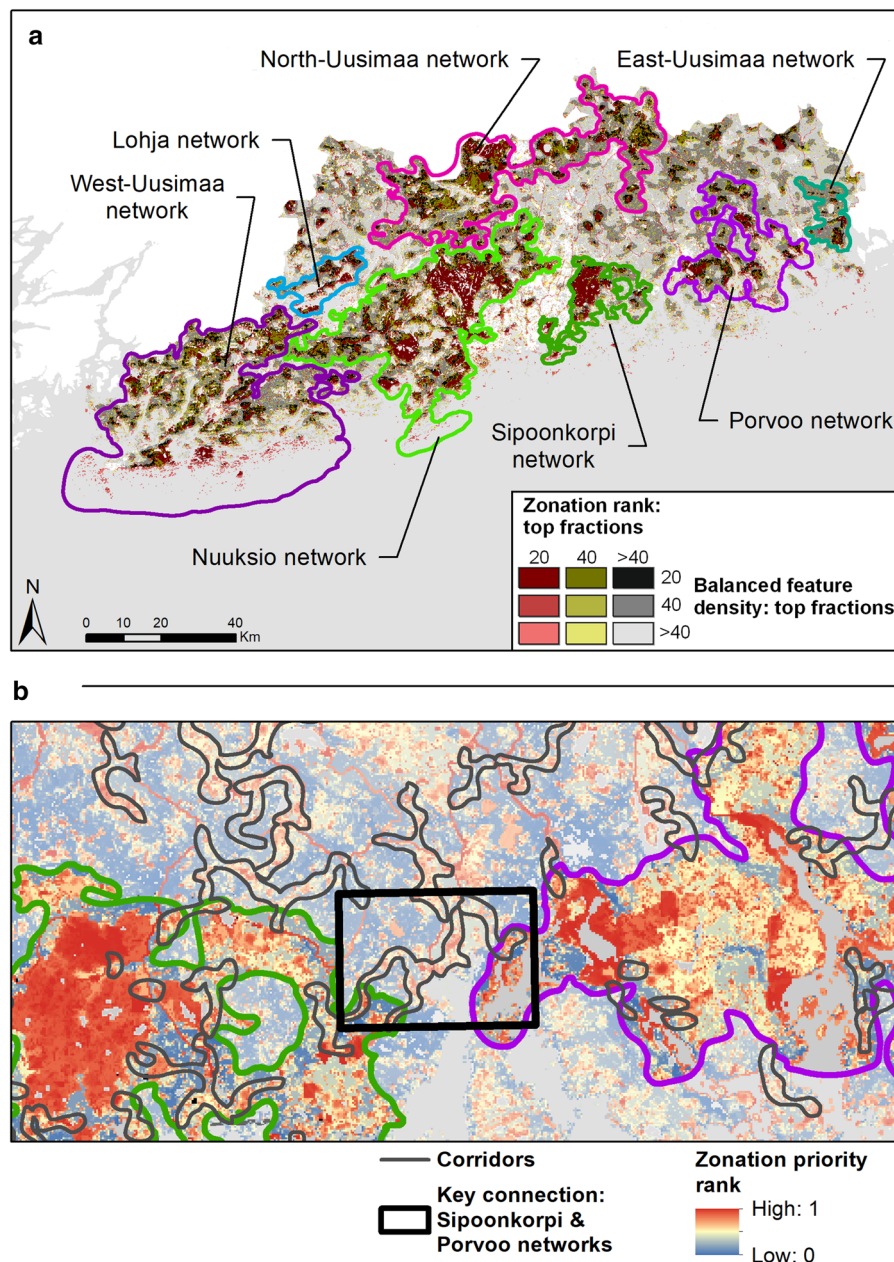 a
North-Uusimaa network
East-Uusimaa network
Lohja network
West-Uusimaa
network
Sipoonkorpi
network
Porvoo network
Nuuksio network
Zonation rank:
top fractions
20 40 >40
20
40
>40
Balanced feature
density: top fractions
N
0 10 20 40
Km
b
Corridors
Key connection:
Sipoonkorpi &
Porvoo networks
Zonation priority
rank
High: 1
Low: 0